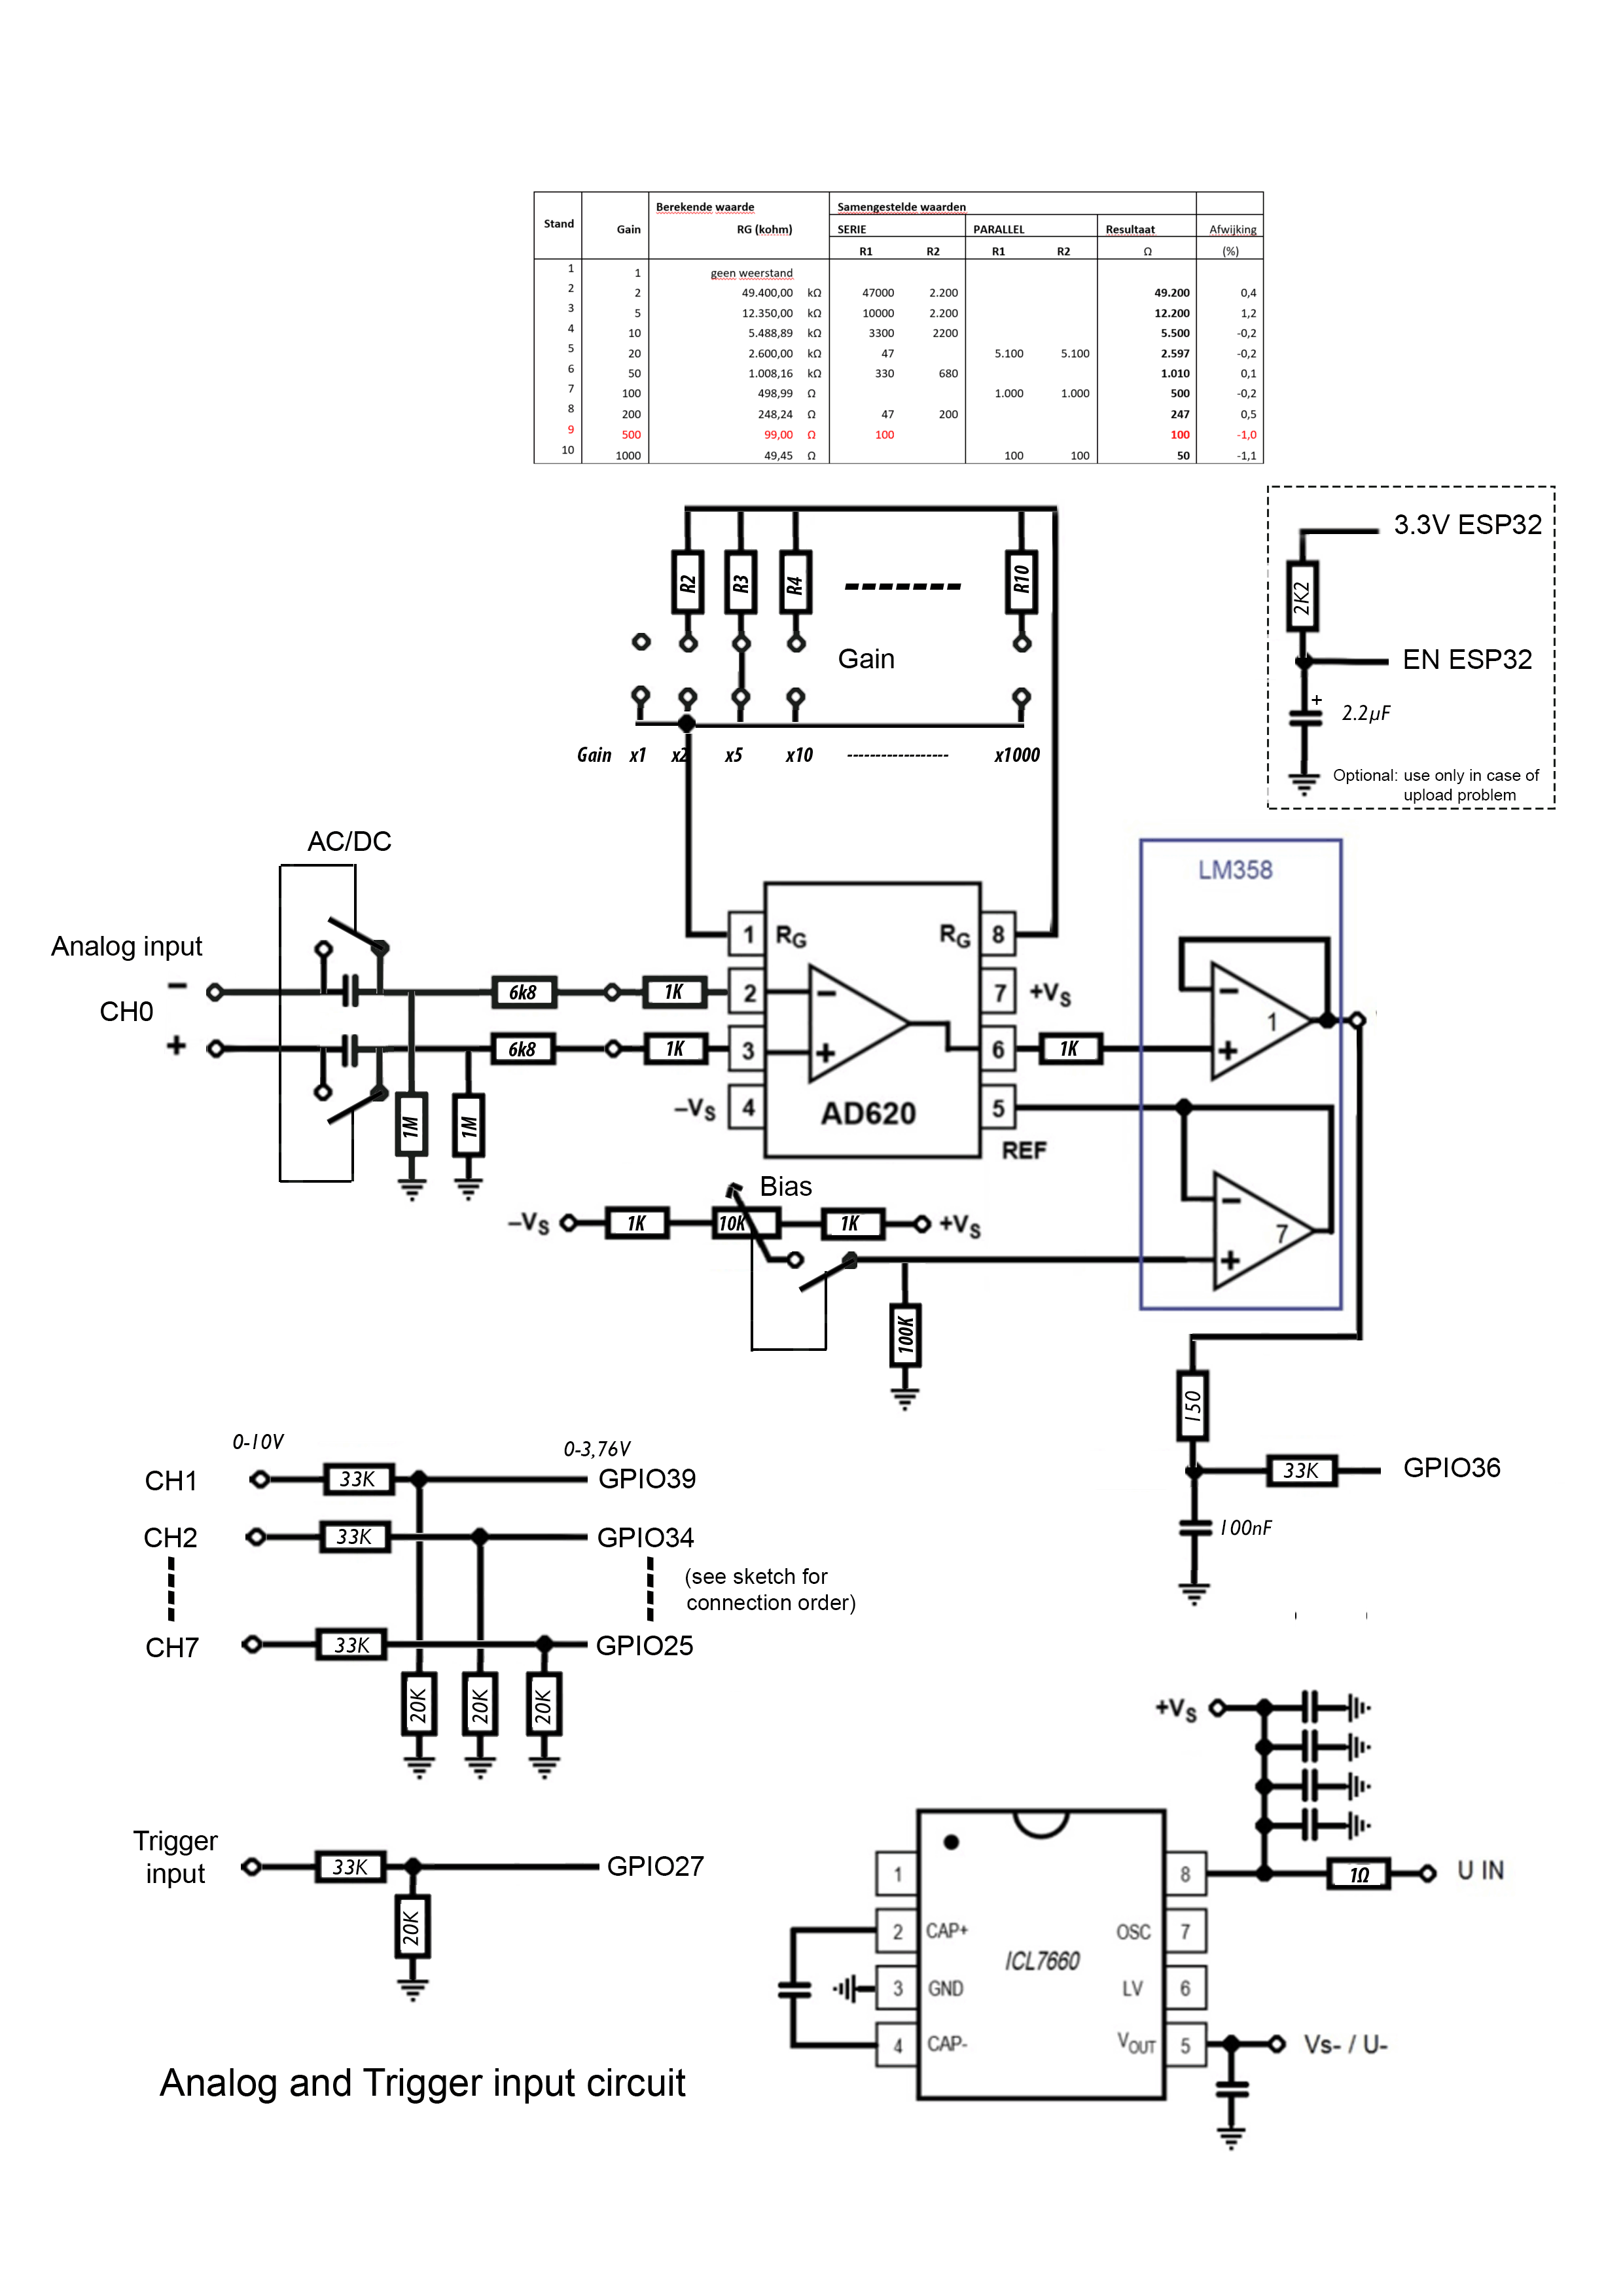 Berekende waarde Samengestelde waarden
Stand Gain RG (kohm) SERIE PARALLEL Resultaat Afwijking
R1 R2 R1 R2 Ω (%)
1 1 geen weerstand
2 2 49.400,00 kΩ 47000 2.200 49.200 0,4
3 5 12.350,00 kΩ 10000 2.200 12.200 1,2
4 10 5.488,89 kΩ 3300 2200 5.500 -0,2
5 20 2.600,00 kΩ 47 5.100 5.100 2.597 -0,2
6 50 1.008,16 kΩ 330 680 1.010 0,1
7 100 498,99 Ω 1.000 1.000 500 -0,2
8 200 248,24 Ω 47 200 247 0,5
9 500 99,00 Ω 100 100 -1,0
10 1000 49,45 Ω 100 100 50 -1,1
R2 R3 R4 R10
Gain
Gain x1 x2 x5 x10 x1000
3.3V ESP32
2K2
EN ESP32
+
2.2µF
Optional: use only in case of
upload problem
AC/DC
Analog input
−
CH0
+
6k8 1K
6k8 1K
1M 1M
1 RG RG 8
2 − 7 +VS
3 + 6 1K
–VS 4 AD620 5
REF
LM358
− 1
+
− 7
+
Bias
–VS 1K 10K 1K +VS
100K
150
33K GPIO36
100nF
0-10V 0-3,76V
CH1 33K GPIO39
CH2 33K GPIO34
(see sketch for
connection order)
CH7 33K GPIO25
20K 20K 20K
Trigger
input
33K GPIO27
20K
+VS
1Ω U IN
1 8
2 CAP+ OSC 7
ICL7660
3 GND LV 6
4 CAP- VOUT 5
Vs- / U-
Analog and Trigger input circuit